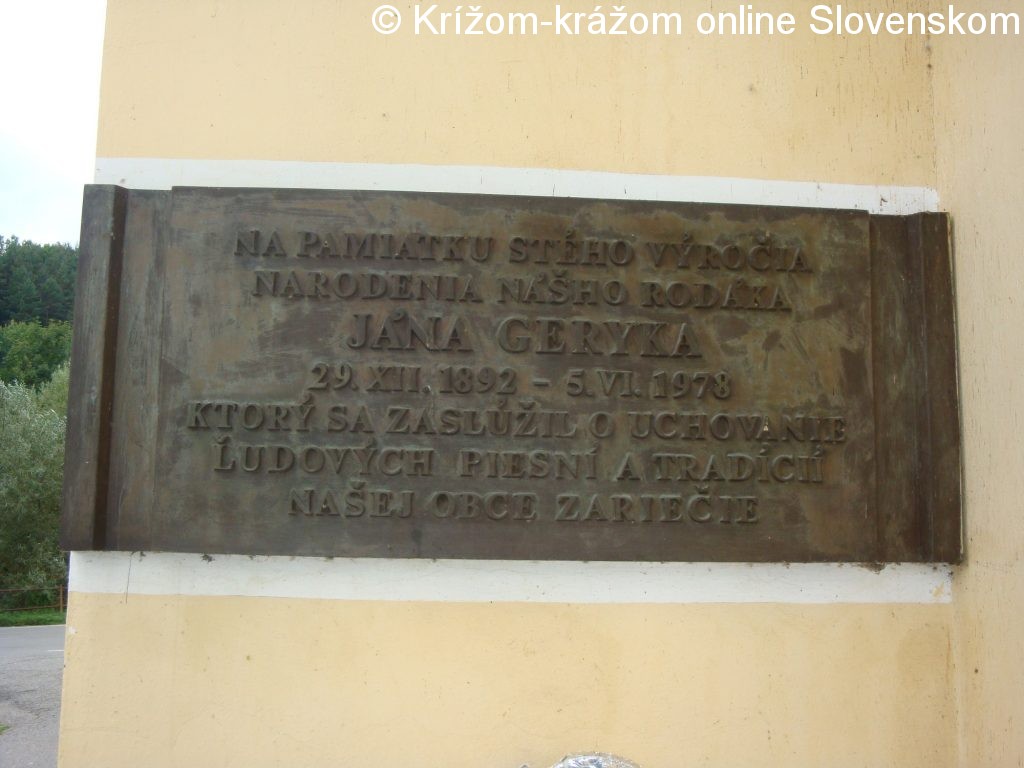 © Krížom-krážom online Slovenskom
NA PAMIATKU STÉHO VÝROČIA
NARODENIA NÁŠHO RODÁKA
JÁNA GERYKA
29. XII. 1892 – 5. VI. 1978
KTORÝ SA ZASLÚŽIL O UCHOVANIE
ĽUDOVÝCH PIESNÍ A TRADÍCIÍ
NAŠEJ OBCE ZARIEČIE